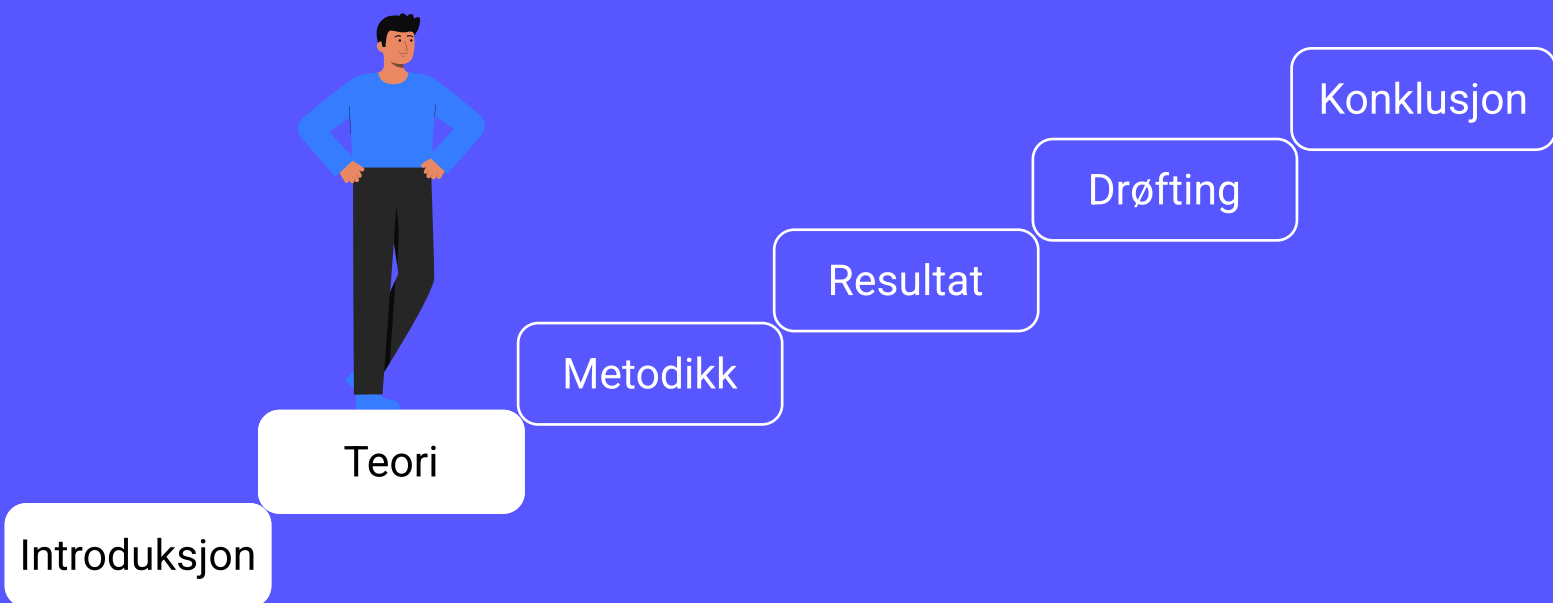 Introduksjon
Teori
Metodikk
Resultat
Drøfting
Konklusjon